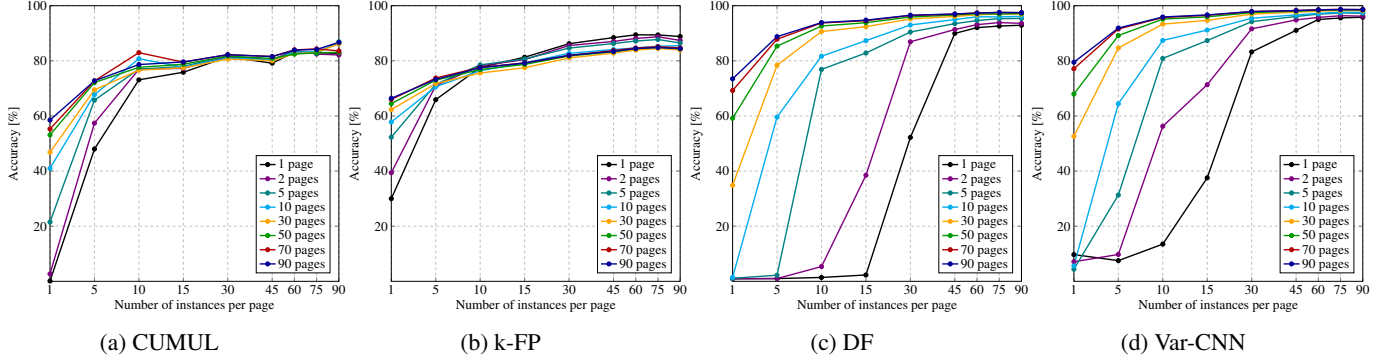 100
80
60
40
20
Accuracy [%]
1 5 10 15 30 45 60 75 90
Number of instances per page
1 page
2 pages
5 pages
10 pages
30 pages
50 pages
70 pages
90 pages
(a) CUMUL
100
80
60
40
20
Accuracy [%]
1 5 10 15 30 45 60 75 90
Number of instances per page
1 page
2 pages
5 pages
10 pages
30 pages
50 pages
70 pages
90 pages
(b) k-FP
100
80
60
40
20
Accuracy [%]
1 5 10 15 30 45 60 75 90
Number of instances per page
1 page
2 pages
5 pages
10 pages
30 pages
50 pages
70 pages
90 pages
(c) DF
100
80
60
40
20
Accuracy [%]
1 5 10 15 30 45 60 75 90
Number of instances per page
1 page
2 pages
5 pages
10 pages
30 pages
50 pages
70 pages
90 pages
(d) Var-CNN